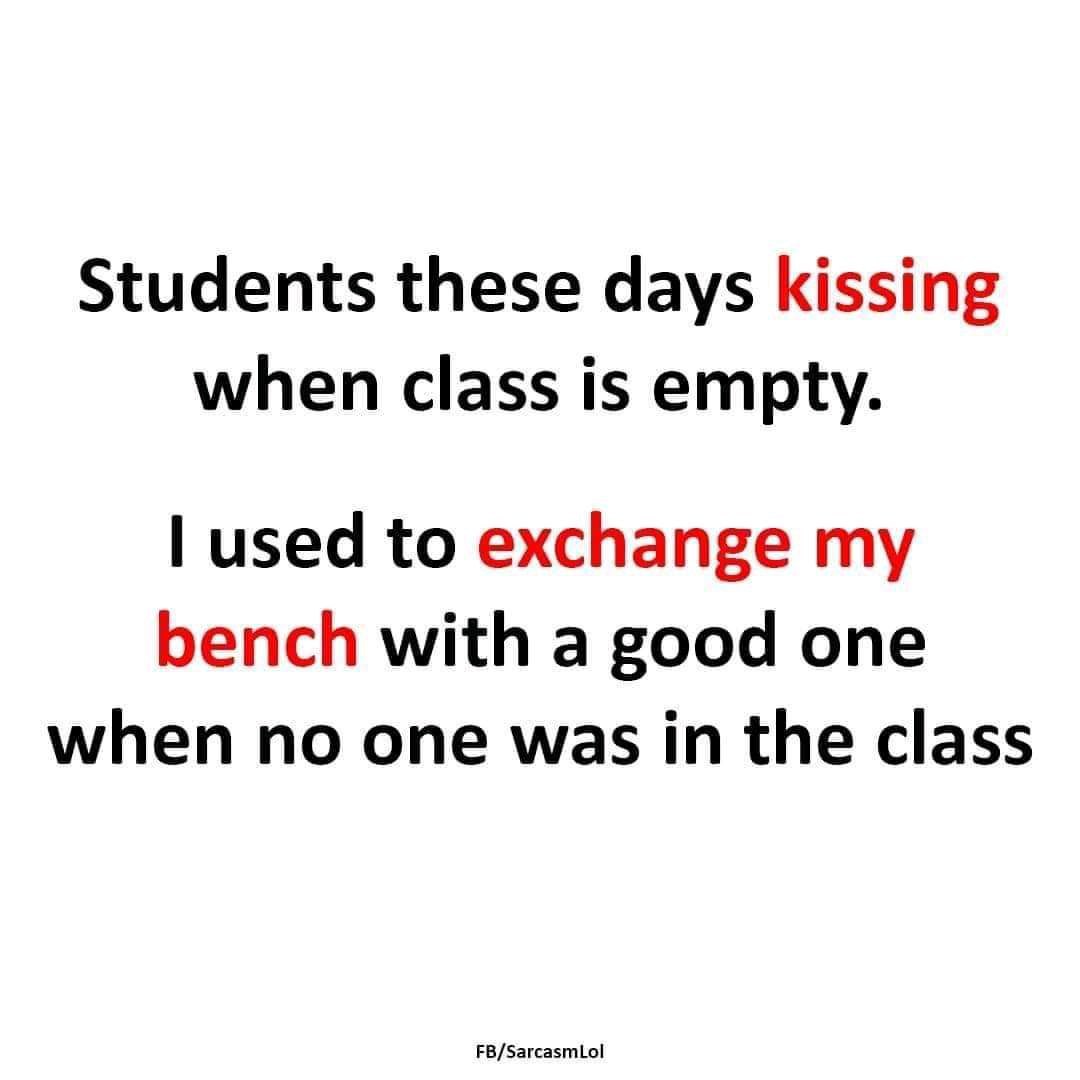 Students these days kissing
when class is empty.
I used to exchange my
bench with a good one
when no one was in the class
FB/SarcasmLol